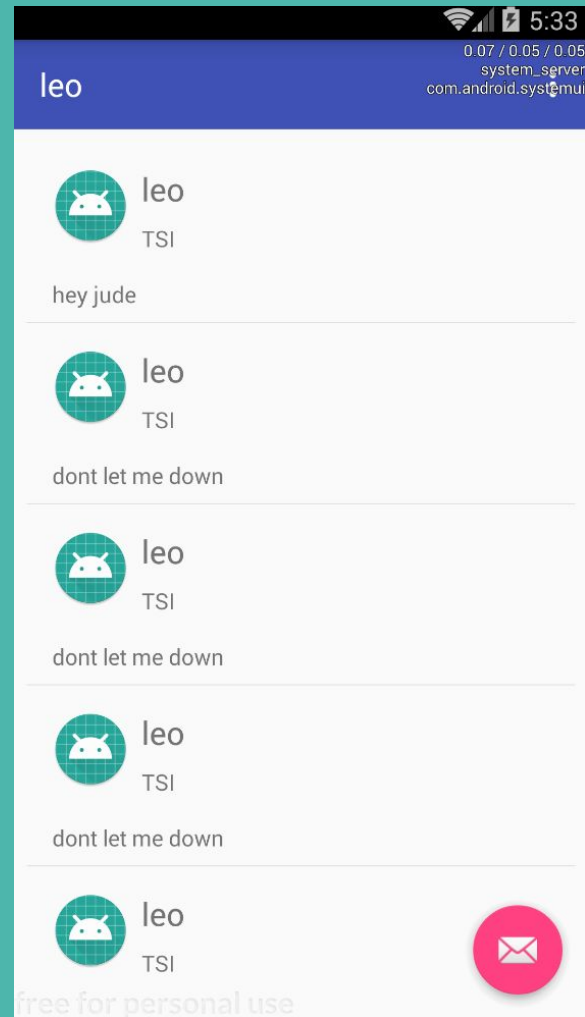 5:33
0.07 / 0.05 / 0.05
system_server
com.android.systemui
leo
leo
TSI
hey jude
leo
TSI
dont let me down
leo
TSI
dont let me down
leo
TSI
dont let me down
leo
TSI
free for personal use